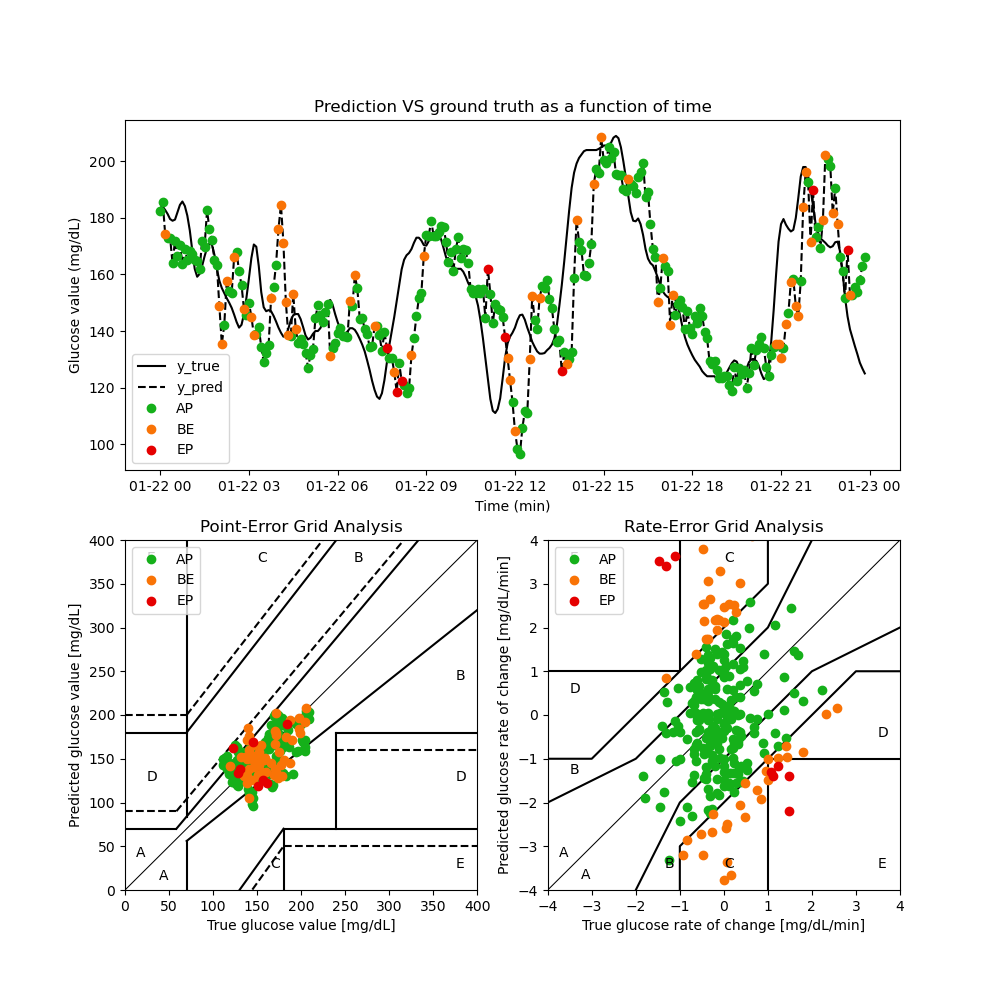 Prediction VS ground truth as a function of time
Glucose value (mg/dL)
200
180
160
140
120
100
y_true
y_pred
AP
BE
EP
01-22 00 01-22 03 01-22 06 01-22 09 01-22 12 01-22 15 01-22 18 01-22 21 01-23 00
Time (min)
Point-Error Grid Analysis
Predicted glucose value [mg/dL]
400
350
300
250
200
150
100
50
0
AP
BE
EP
C
B
B
D
D
A
A
C
E
0 50 100 150 200 250 300 350 400
True glucose value [mg/dL]
Rate-Error Grid Analysis
Predicted glucose rate of change [mg/dL/min]
4
3
2
1
0
−1
−2
−3
−4
AP
BE
EP
C
D
D
B
A
A
B
C
E
−4 −3 −2 −1 0 1 2 3 4
True glucose rate of change [mg/dL/min]